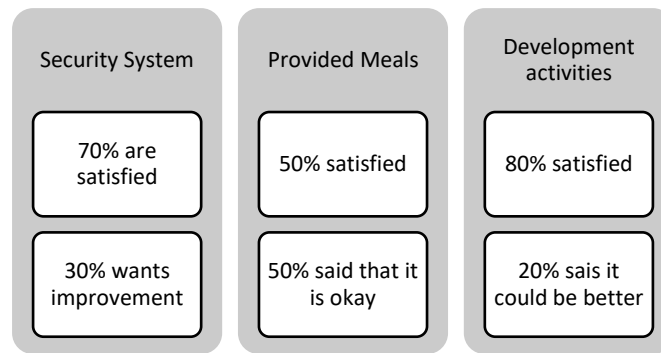 Security System
70% are
satisfied
30% wants
improvement
Provided Meals
50% satisfied
50% said that it
is okay
Development
activities
80% satisfied
20% sais it
could be better